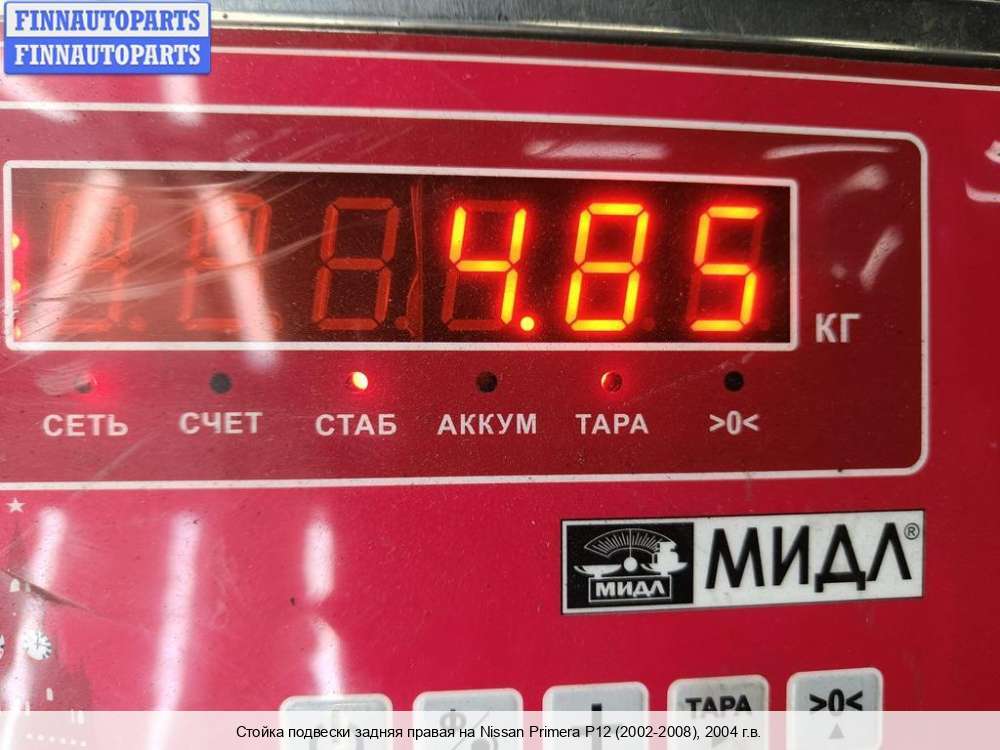 FINNAUTOPARTS
FINNAUTOPARTS
4.85
КГ
СЕТЬ СЧЕТ СТАБ АККУМ ТАРА >0<
МИДЛ МИДЛ®
ТАРА >0<
Стойка подвески задняя правая на Nissan Primera P12 (2002-2008), 2004 г.в.